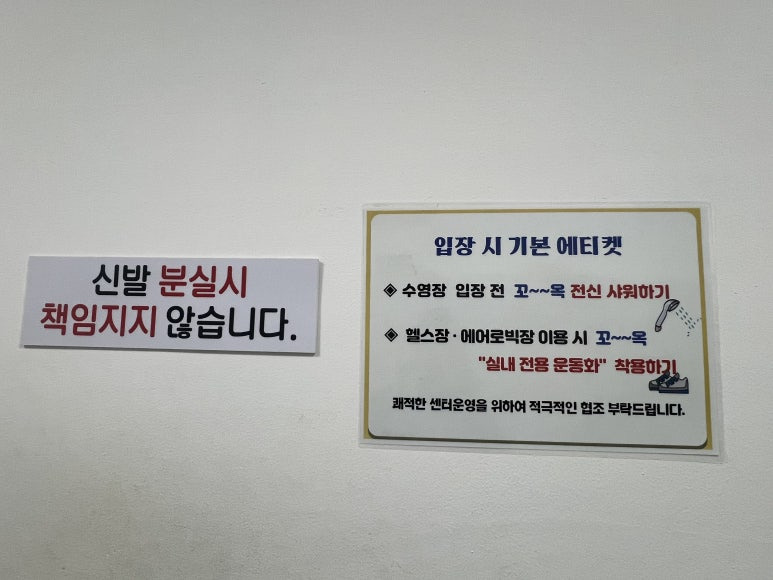 신발 분실시
책임지지 않습니다.
입장 시 기본 에티켓
◈ 수영장 입장 전 꼬~~옥 전신 샤워하기
◈ 헬스장 · 에어로빅장 이용 시 꼬~~옥
"실내 전용 운동화" 착용하기
쾌적한 센터운영을 위하여 적극적인 협조 부탁드립니다.